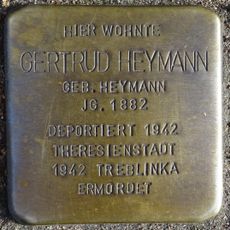 HIER WOHNTE
GERTRUD HEYMANN
GEB. HEYMANN
JG. 1882
DEPORTIERT 1942
THERESIENSTADT
1942 TREBLINKA
ERMORDET